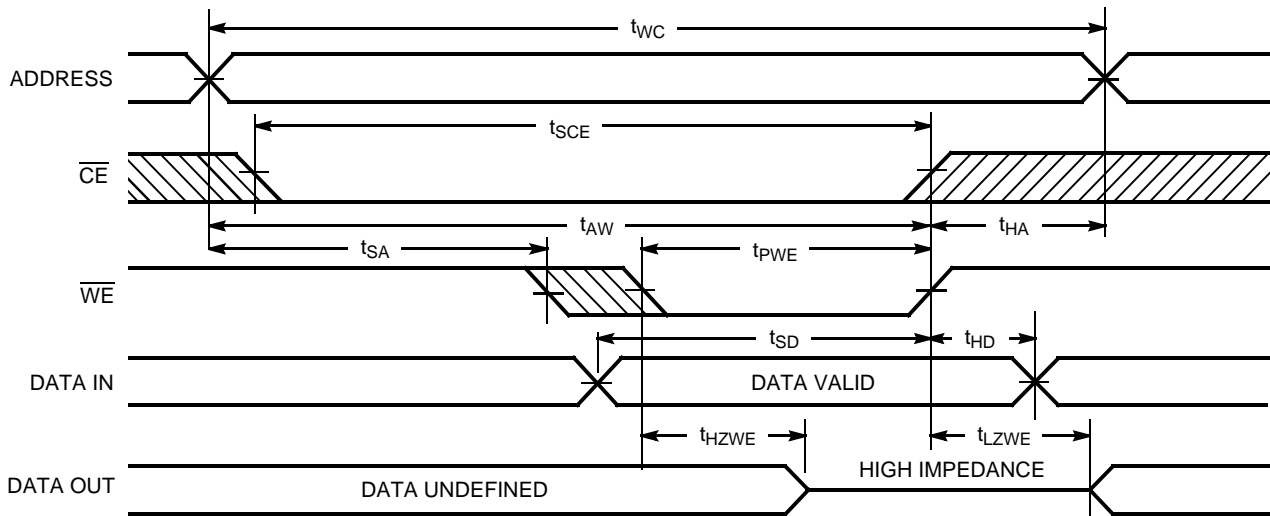 tWC
ADDRESS
tSCE
CE
tAW
tHA
tSA
tPWE
WE
tSD
tHD
DATA IN
DATA VALID
tHZWE
tLZWE
HIGH IMPEDANCE
DATA OUT
DATA UNDEFINED